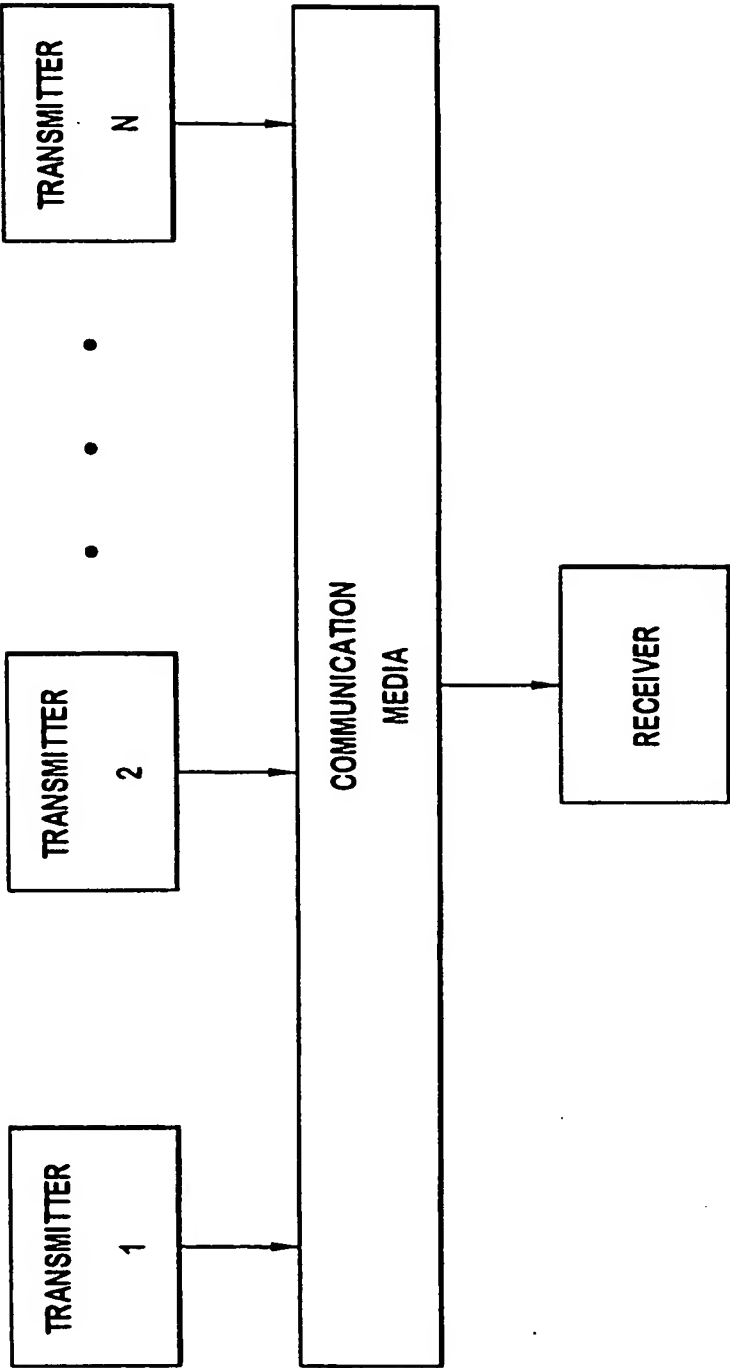 TRANSMITTER
1
TRANSMITTER
2
TRANSMITTER
N
COMMUNICATION
MEDIA
RECEIVER